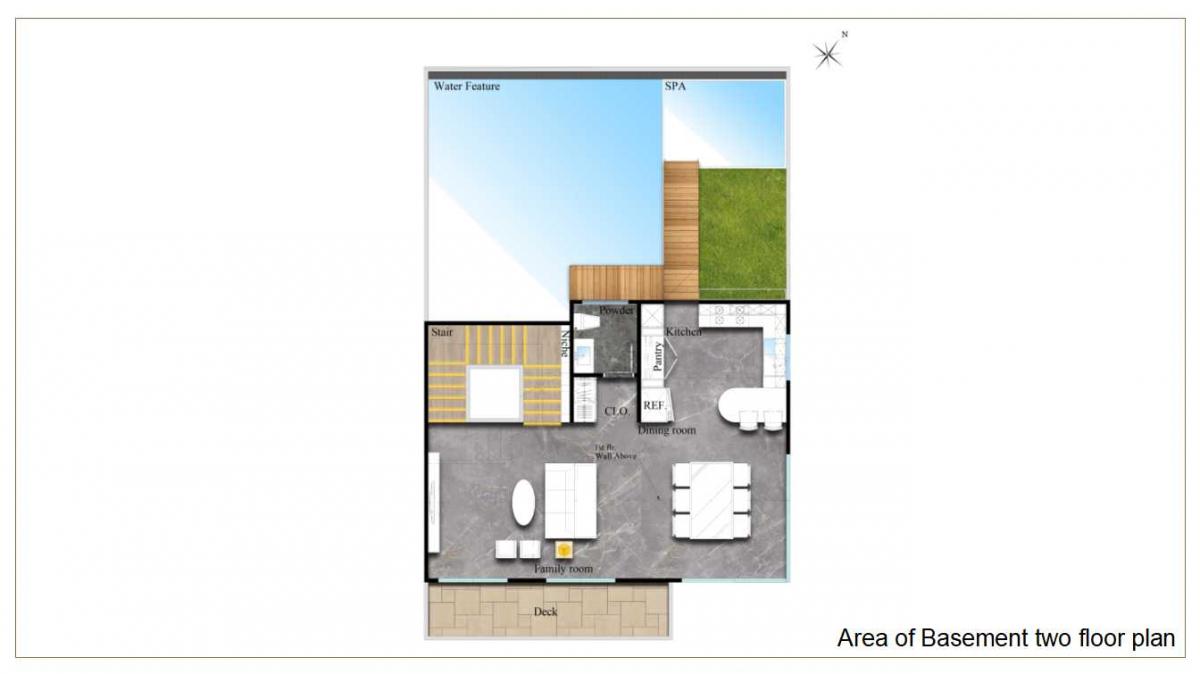 N
Water Feature
SPA
Powder
Stair
Niche
Kitchen
Pantry
CLO.
REF.
Dining room
1st flr.
Wall Above
Family room
Deck
Area of Basement two floor plan